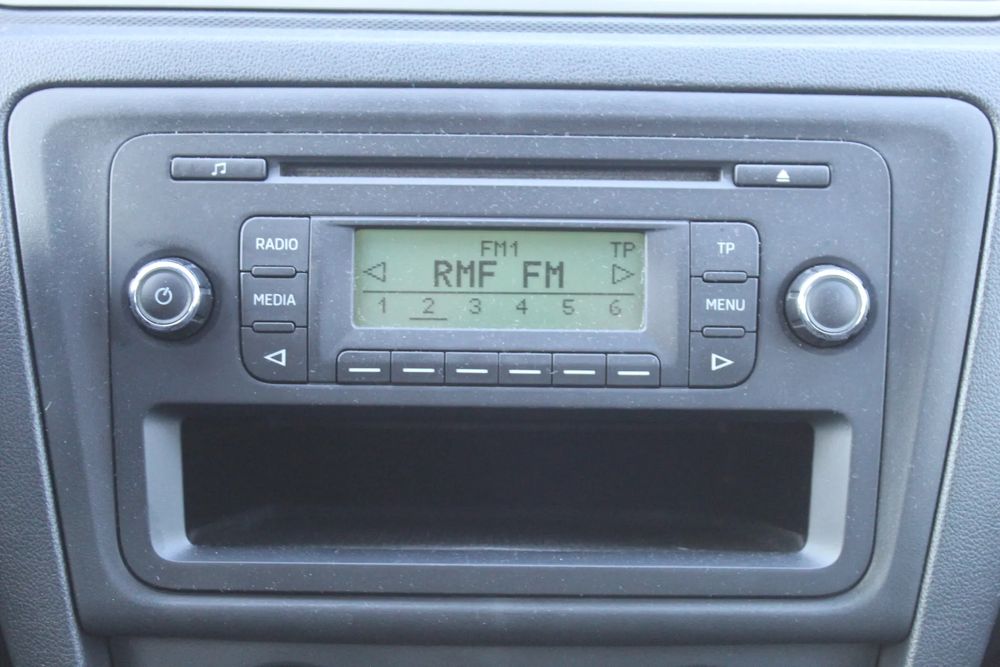 RADIO
MEDIA
FM1 TP
RMF FM
1 2 3 4 5 6
TP
MENU